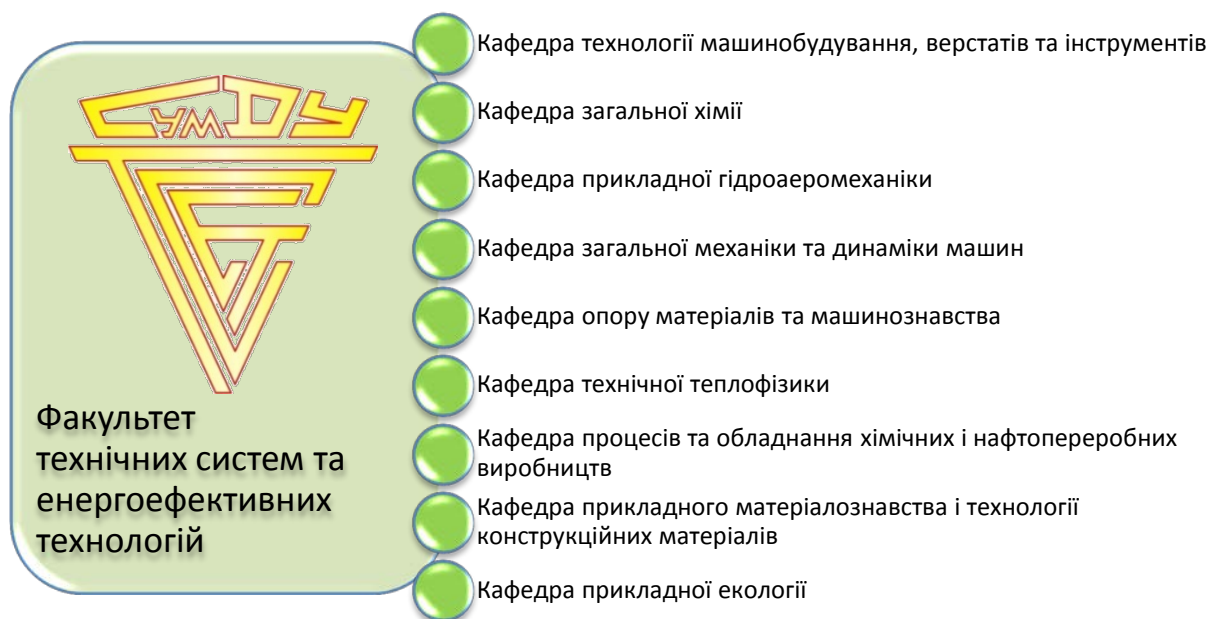 СумДУ
ТеСЕТ
Факультет
технічних систем та
енергоефективних
технологій
Кафедра технології машинобудування, верстатів та інструментів
Кафедра загальної хімії
Кафедра прикладної гідроаеромеханіки
Кафедра загальної механіки та динаміки машин
Кафедра опору матеріалів та машинознавства
Кафедра технічної теплофізики
Кафедра процесів та обладнання хімічних і нафтопереробних
виробництв
Кафедра прикладного матеріалознавства і технології
конструкційних матеріалів
Кафедра прикладної екології